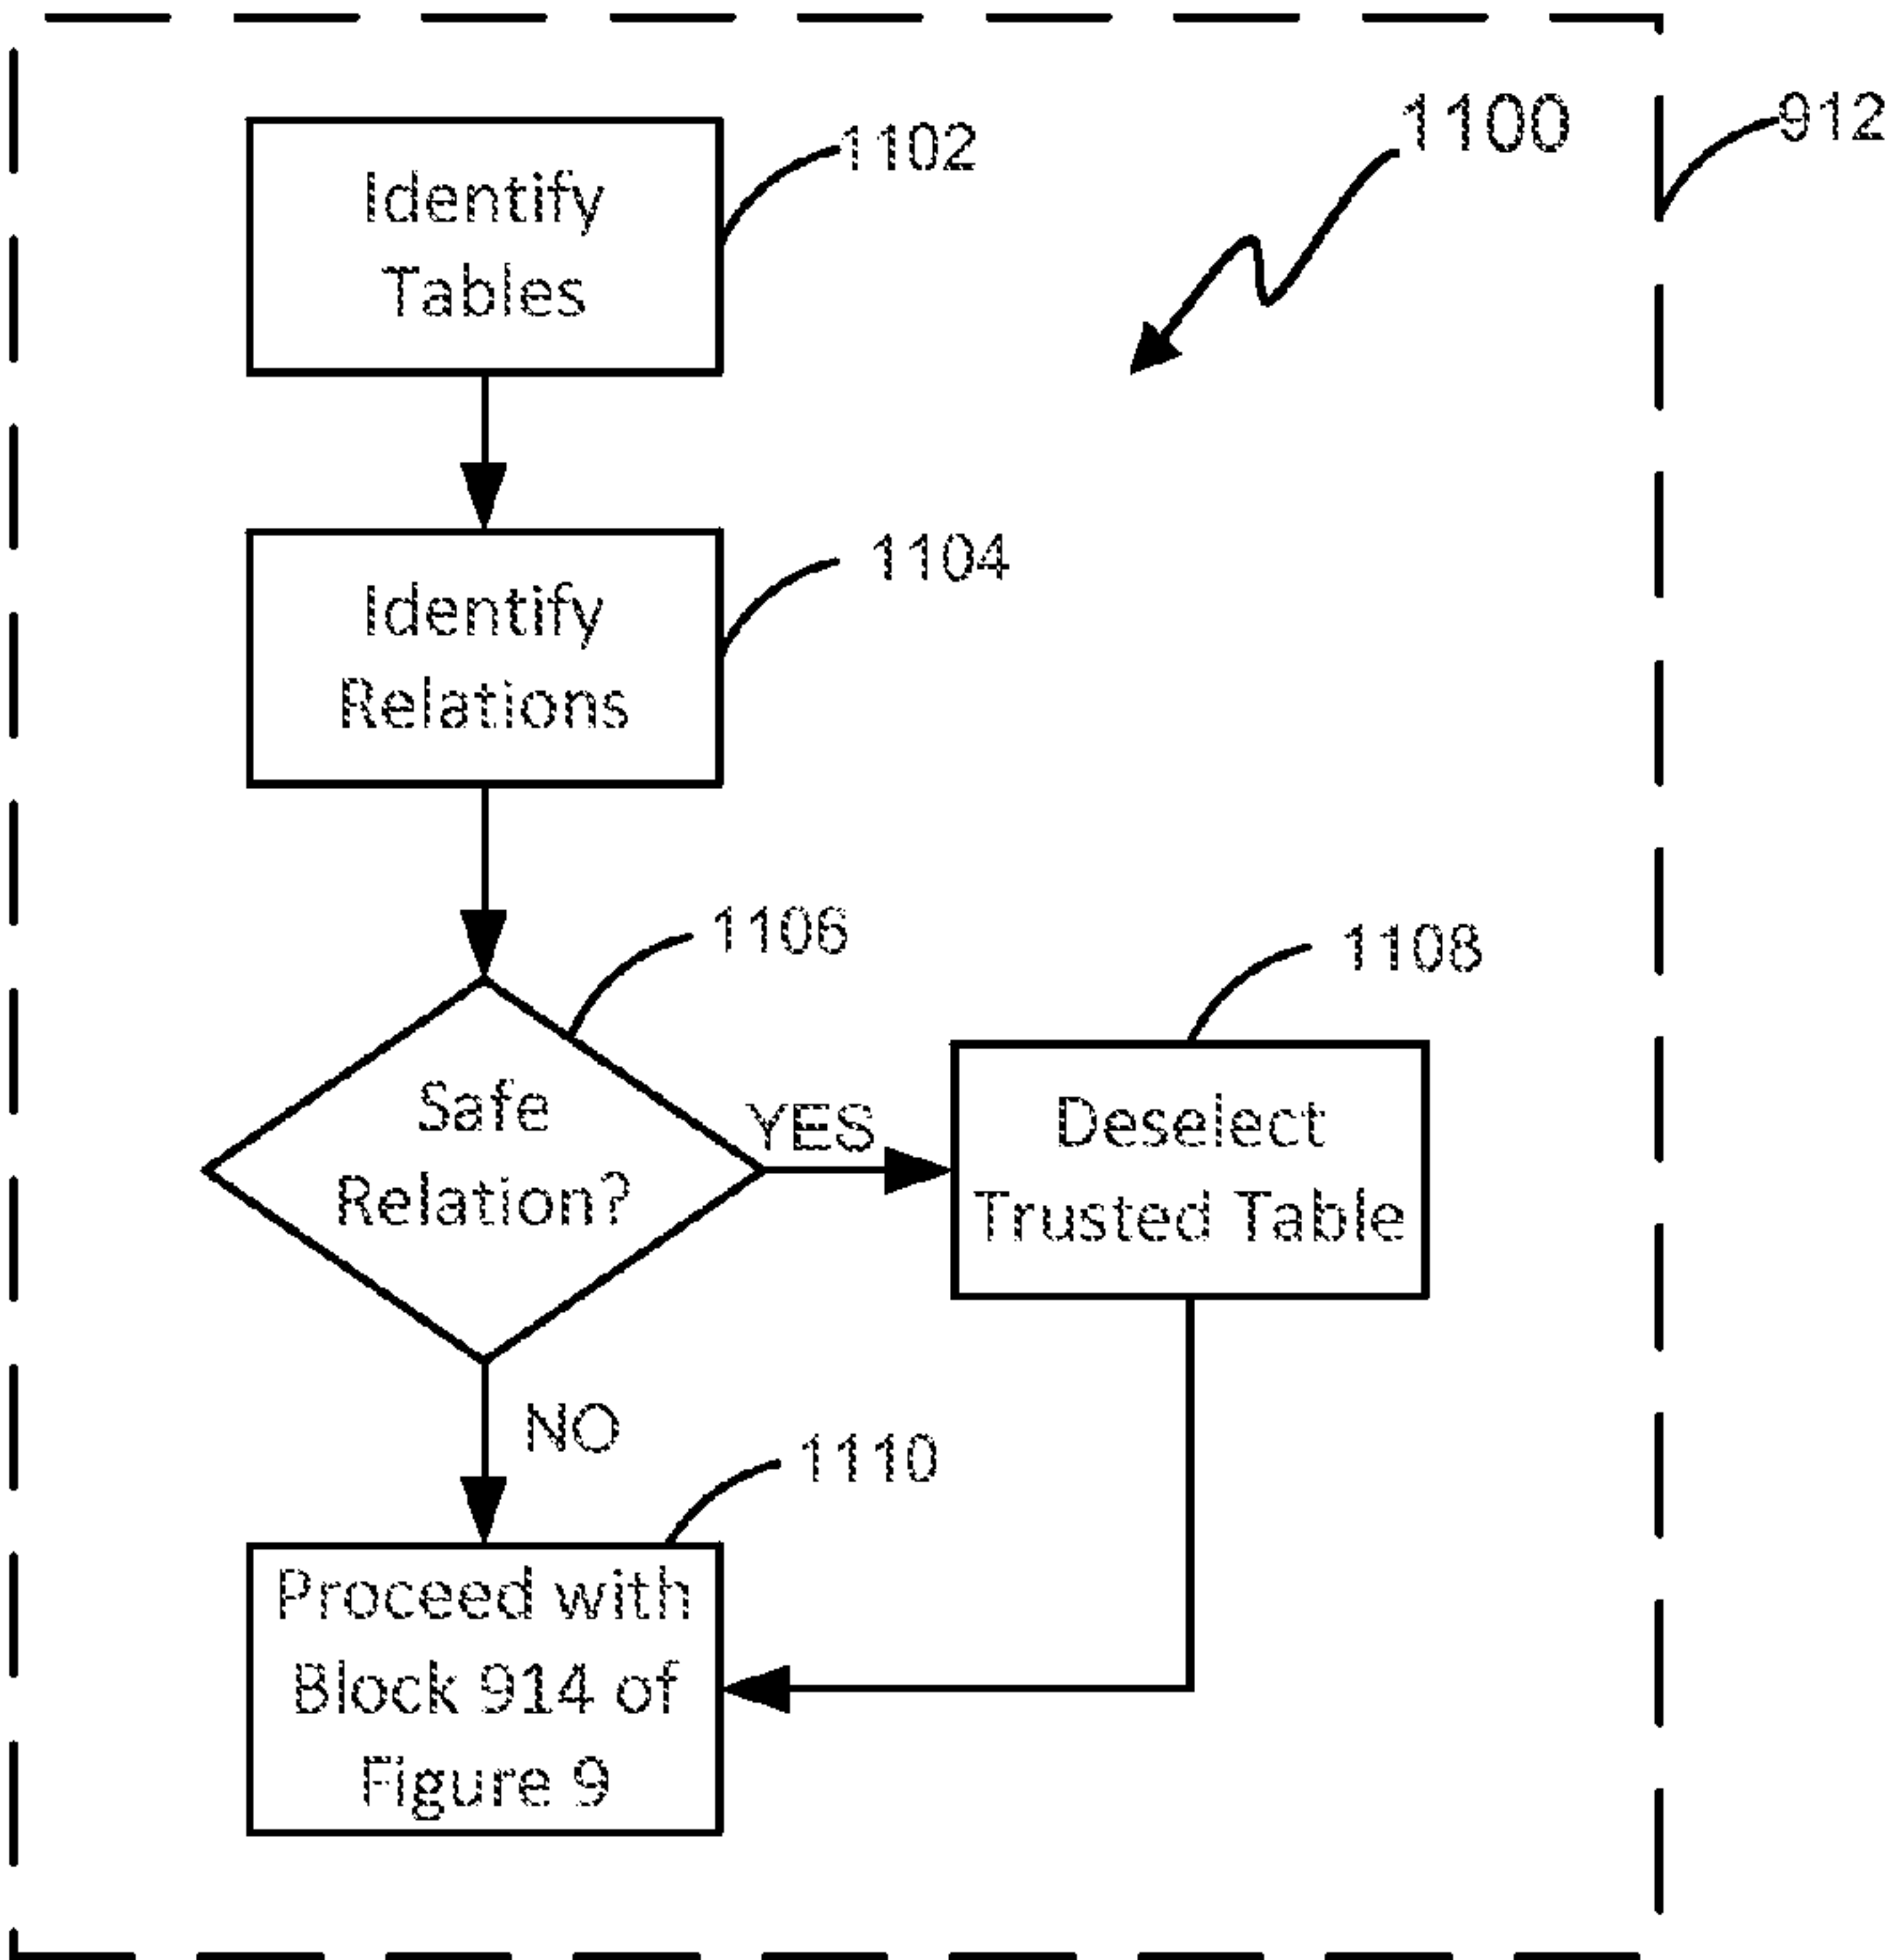 1100
912
1102
Identify
Tables
1104
Identify
Relations
1106
Safe
Relation?
YES
1108
Deselect
Trusted Table
NO
1110
Proceed with
Block 914 of
Figure 9